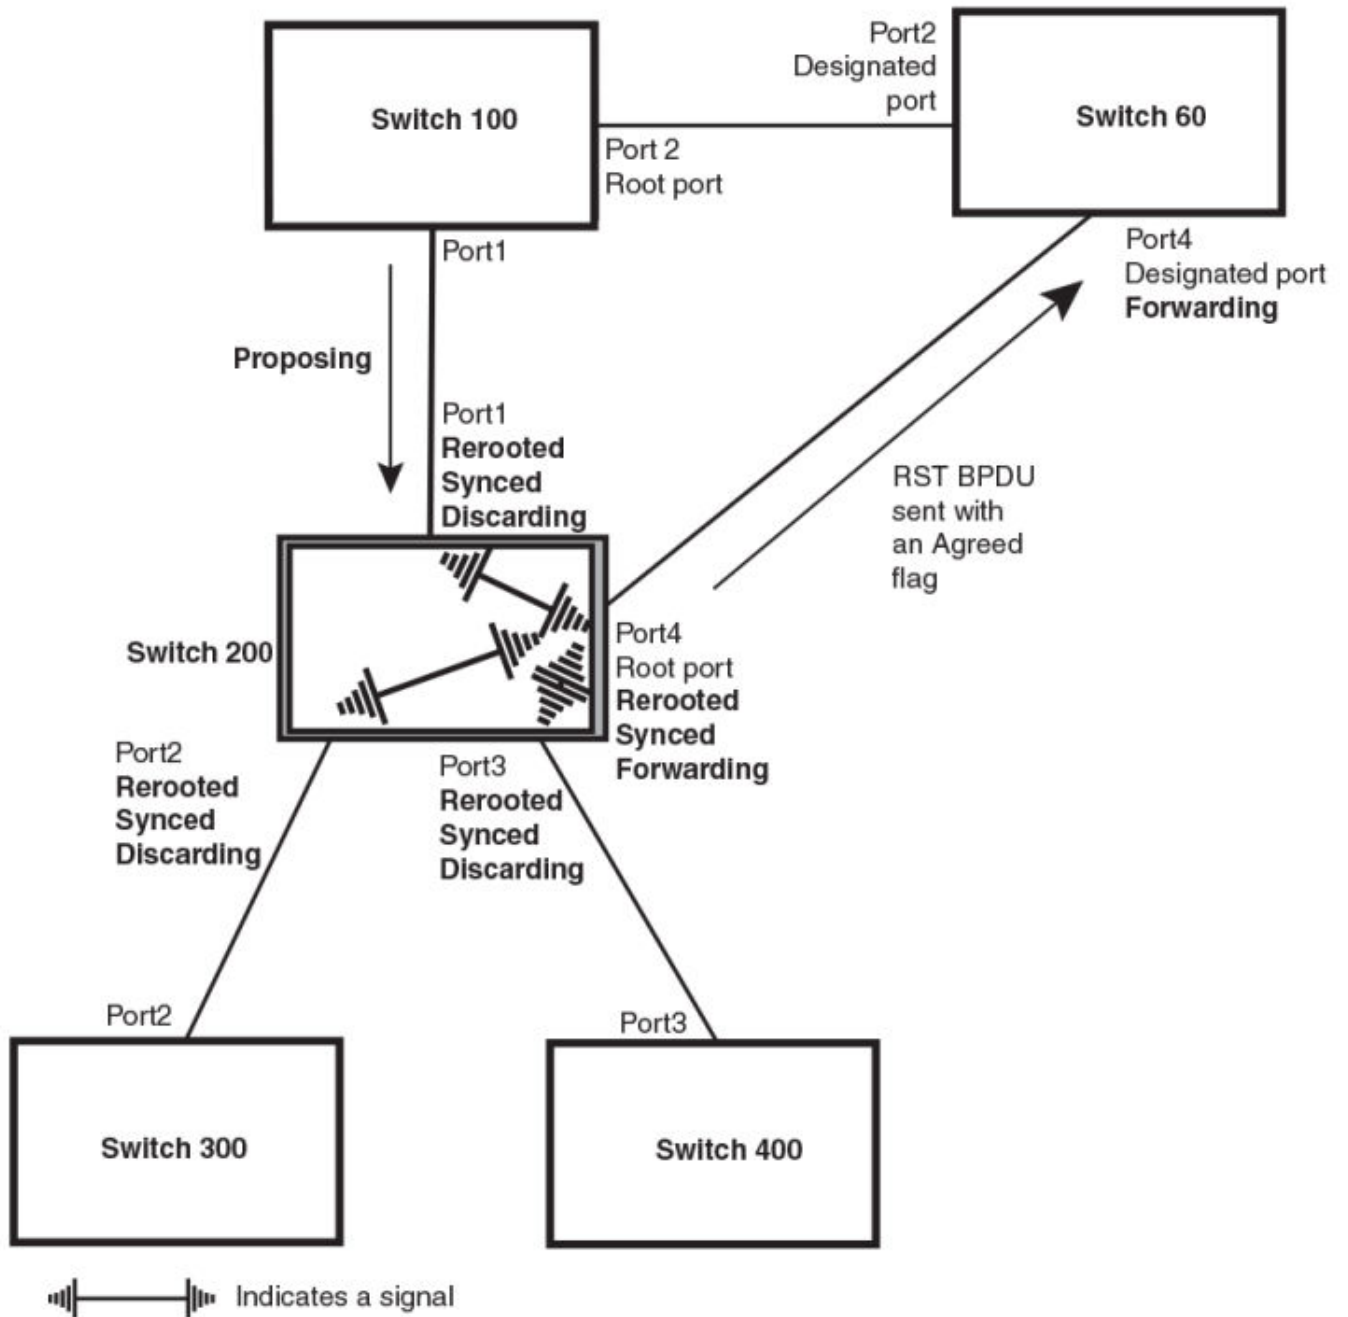 Switch 100
Port2
Designated
port
Switch 60
Port 2
Root port
Port1
Port4
Designated port
Forwarding
Proposing
Port1
Rerooted
Synced
Discarding
RST BPDU
sent with
an Agreed
flag
Switch 200
Port4
Root port
Rerooted
Synced
Forwarding
Port2
Rerooted
Synced
Discarding
Port3
Rerooted
Synced
Discarding
Port2
Port3
Switch 300
Switch 400
Indicates a signal